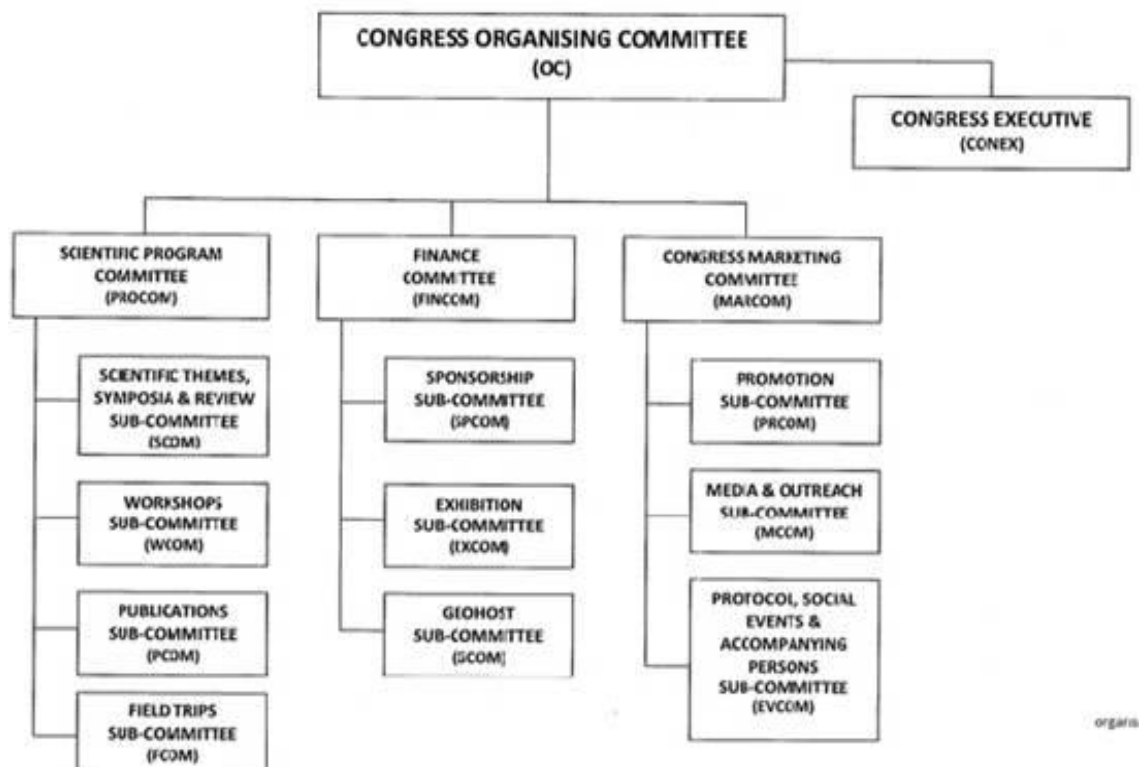 CONGRESS ORGANISING COMMITTEE
(OC)
CONGRESS EXECUTIVE
(CONEX)
SCIENTIFIC PROGRAM
COMMITTEE
(PROCOM)
SCIENTIFIC THEMES,
SYMPOSIA & REVIEW
SUB-COMMITTEE
(SCOM)
WORKSHOPS
SUB-COMMITTEE
(WCOM)
PUBLICATIONS
SUB-COMMITTEE
(PCOM)
FIELD TRIPS
SUB-COMMITTEE
(FCOM)
FINANCE
COMMITTEE
(FINCOM)
SPONSORSHIP
SUB-COMMITTEE
(SPCOM)
EXHIBITION
SUB-COMMITTEE
(EXCOM)
GEOHOST
SUB-COMMITTEE
(GCOM)
CONGRESS MARKETING
COMMITTEE
(MARCOM)
PROMOTION
SUB-COMMITTEE
(PRCOM)
MEDIA & OUTREACH
SUB-COMMITTEE
(MCOM)
PROTOCOL, SOCIAL
EVENTS &
ACCOMPANYING
PERSONS
SUB-COMMITTEE
(EVCOM)